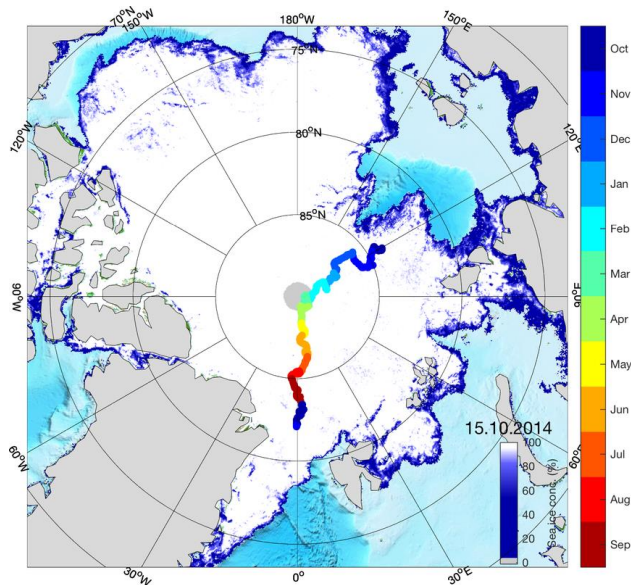 180°W
70°N
150°W
75°N
150°E
120°W
80°N
120°E
85°N
90°W
90°E
60°W
15.10.2014
60°E
30°W
0°
30°E
100
80
60
40
20
0
Sea ice conc. (%)
Oct
Nov
Dec
Jan
Feb
Mar
Apr
May
Jun
Jul
Aug
Sep